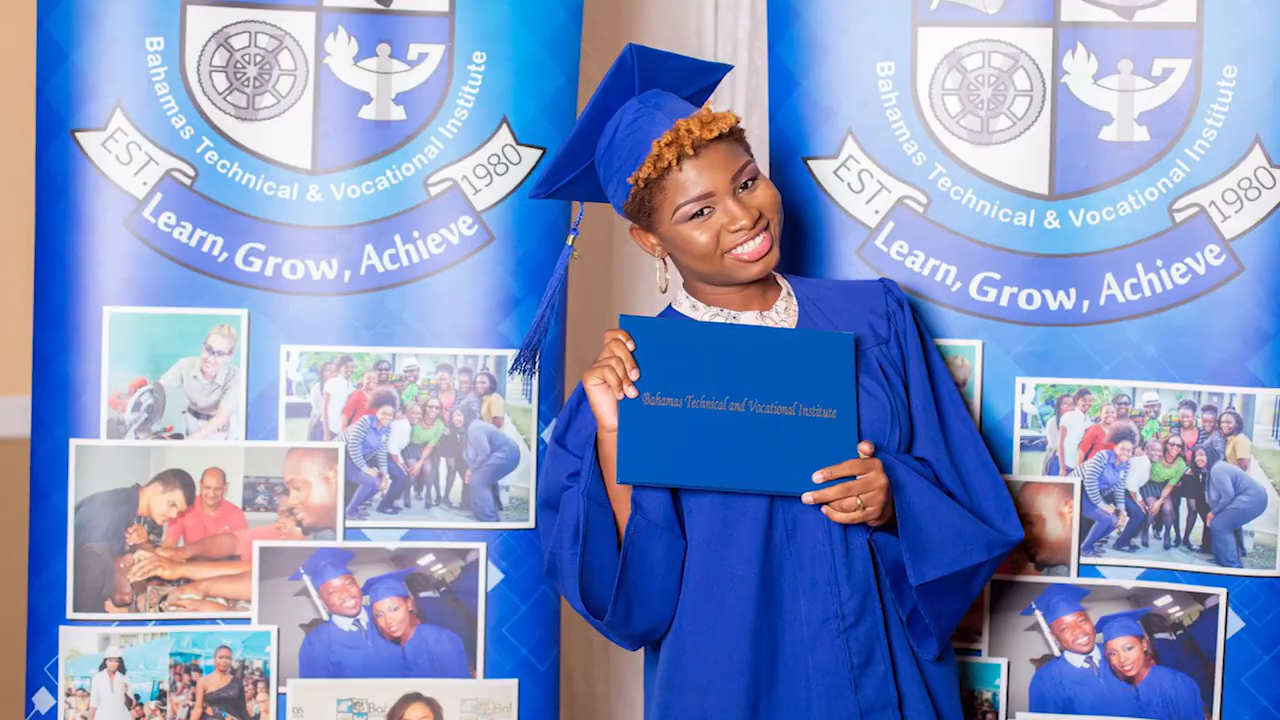 Bahamas Technical & Vocational Institute
EST. 1980
Learn, Grow, Achieve
Bahamas Technical & Vocational Institute
EST. 1980
Learn, Grow, Achieve
Bahamas Technical and Vocational Institute